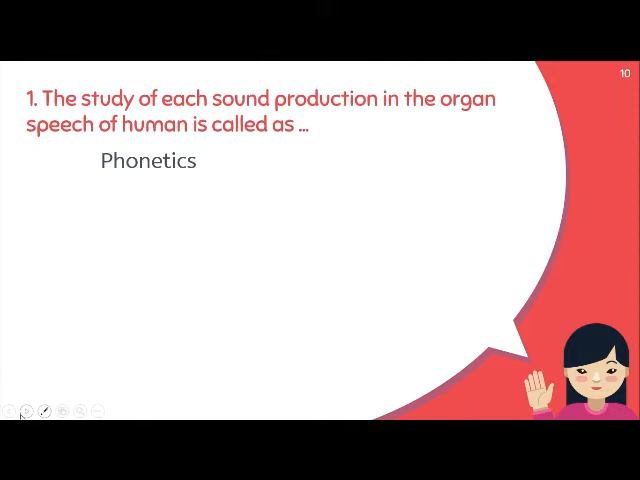 10
1. The study of each sound production in the organ
speech of human is called as ...
Phonetics